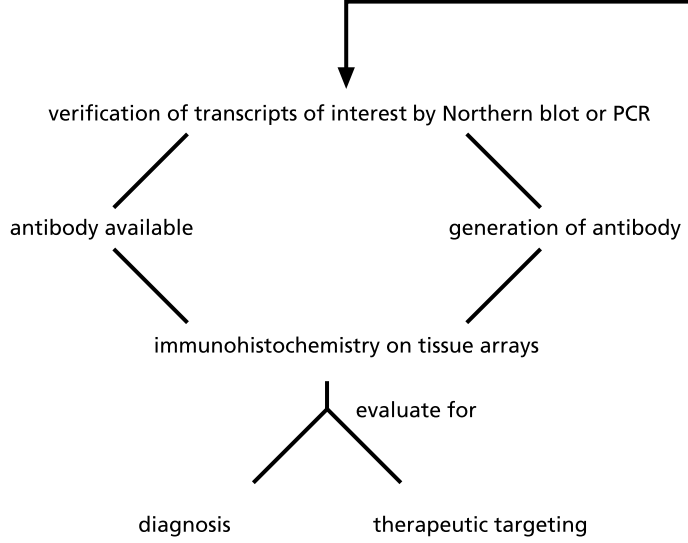 verification of transcripts of interest by Northern blot or PCR
antibody available
generation of antibody
immunohistochemistry on tissue arrays
evaluate for
diagnosis
therapeutic targeting